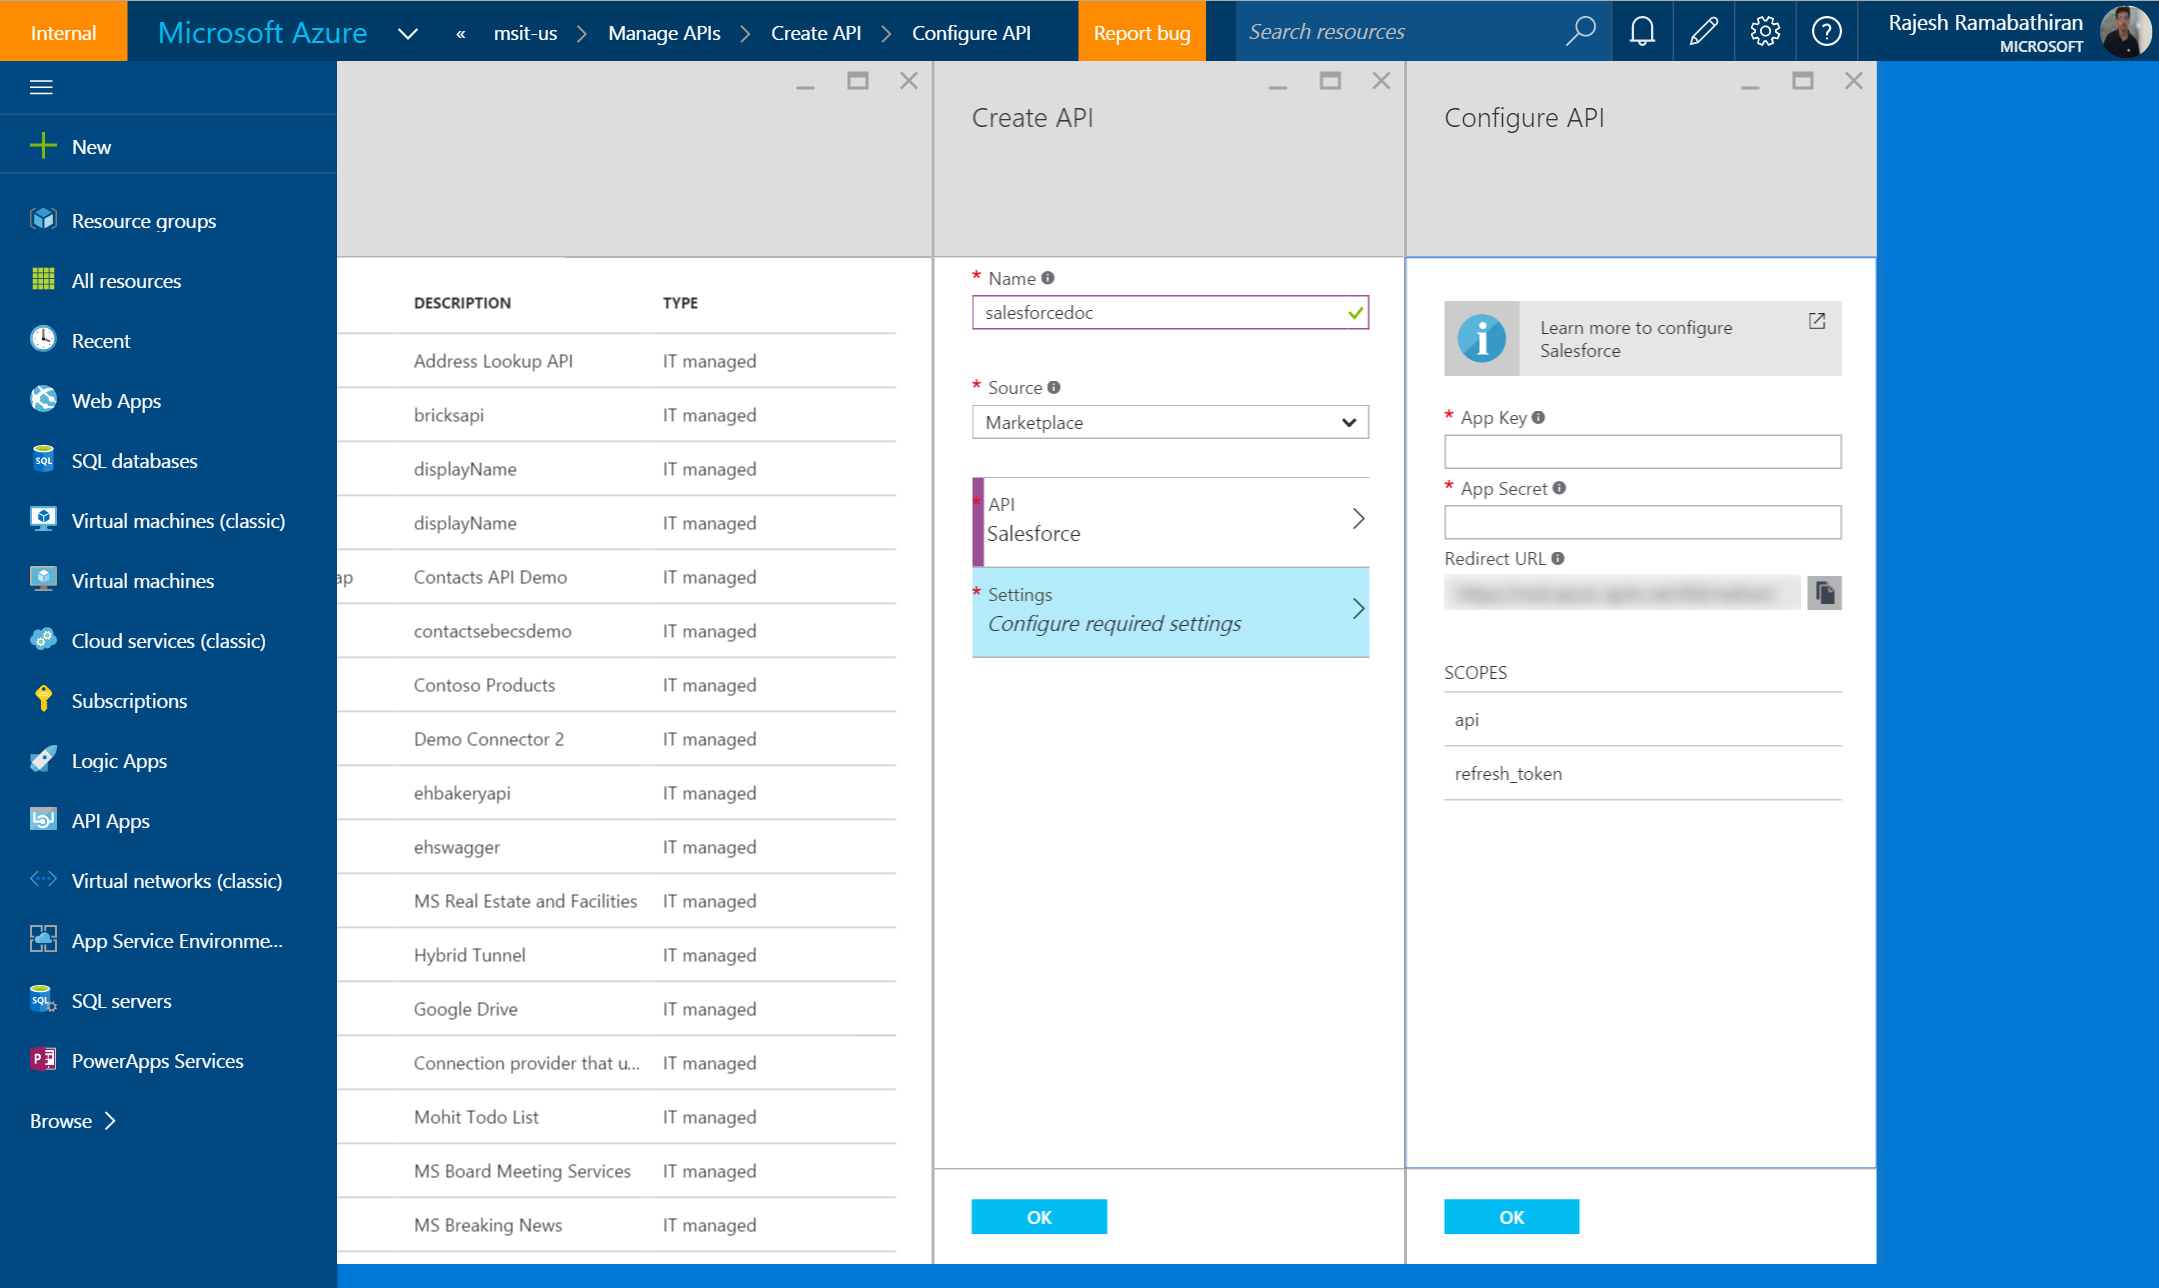 Internal
Microsoft Azure
«
msit-us
Manage APIs
Create API
Configure API
Report bug
Search resources
Rajesh Ramabathiran
MICROSOFT
New
Resource groups
All resources
Recent
Web Apps
SQL databases
Virtual machines (classic)
Virtual machines
Cloud services (classic)
Subscriptions
Logic Apps
API Apps
Virtual networks (classic)
App Service Environme...
SQL servers
PowerApps Services
Browse
DESCRIPTION TYPE
Address Lookup API IT managed
bricksapi IT managed
displayName IT managed
displayName IT managed
ap Contacts API Demo IT managed
contactsebecsdemo IT managed
Contoso Products IT managed
Demo Connector 2 IT managed
ehbakeryapi IT managed
ehswagger IT managed
MS Real Estate and Facilities IT managed
Hybrid Tunnel IT managed
Google Drive IT managed
Connection provider that u... IT managed
Mohit Todo List IT managed
MS Board Meeting Services IT managed
MS Breaking News IT managed
Create API
* Name
salesforcedoc
* Source
Marketplace
* API
Salesforce
* Settings
Configure required settings
OK
Configure API
Learn more to configure
Salesforce
* App Key
* App Secret
Redirect URL
SCOPES
api
refresh_token
OK